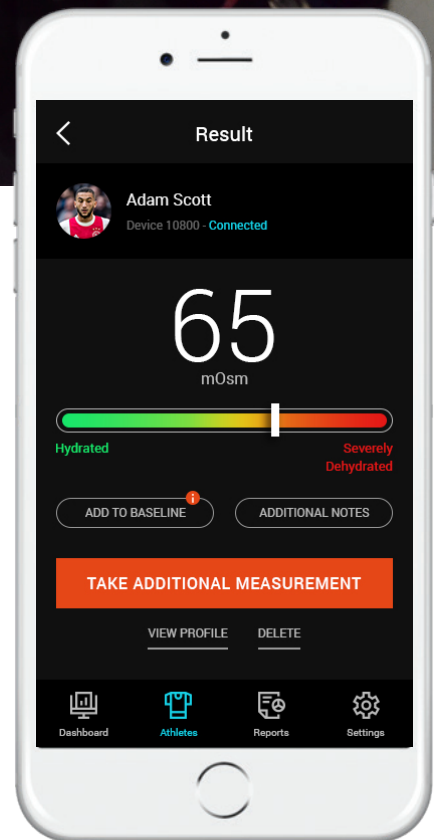 Result
Adam Scott
Device 10800 - Connected
65
mOsm
Hydrated
Severely
Dehydrated
i
ADD TO BASELINE
ADDITIONAL NOTES
TAKE ADDITIONAL MEASUREMENT
VIEW PROFILE
DELETE
Dashboard
Athletes
Reports
Settings